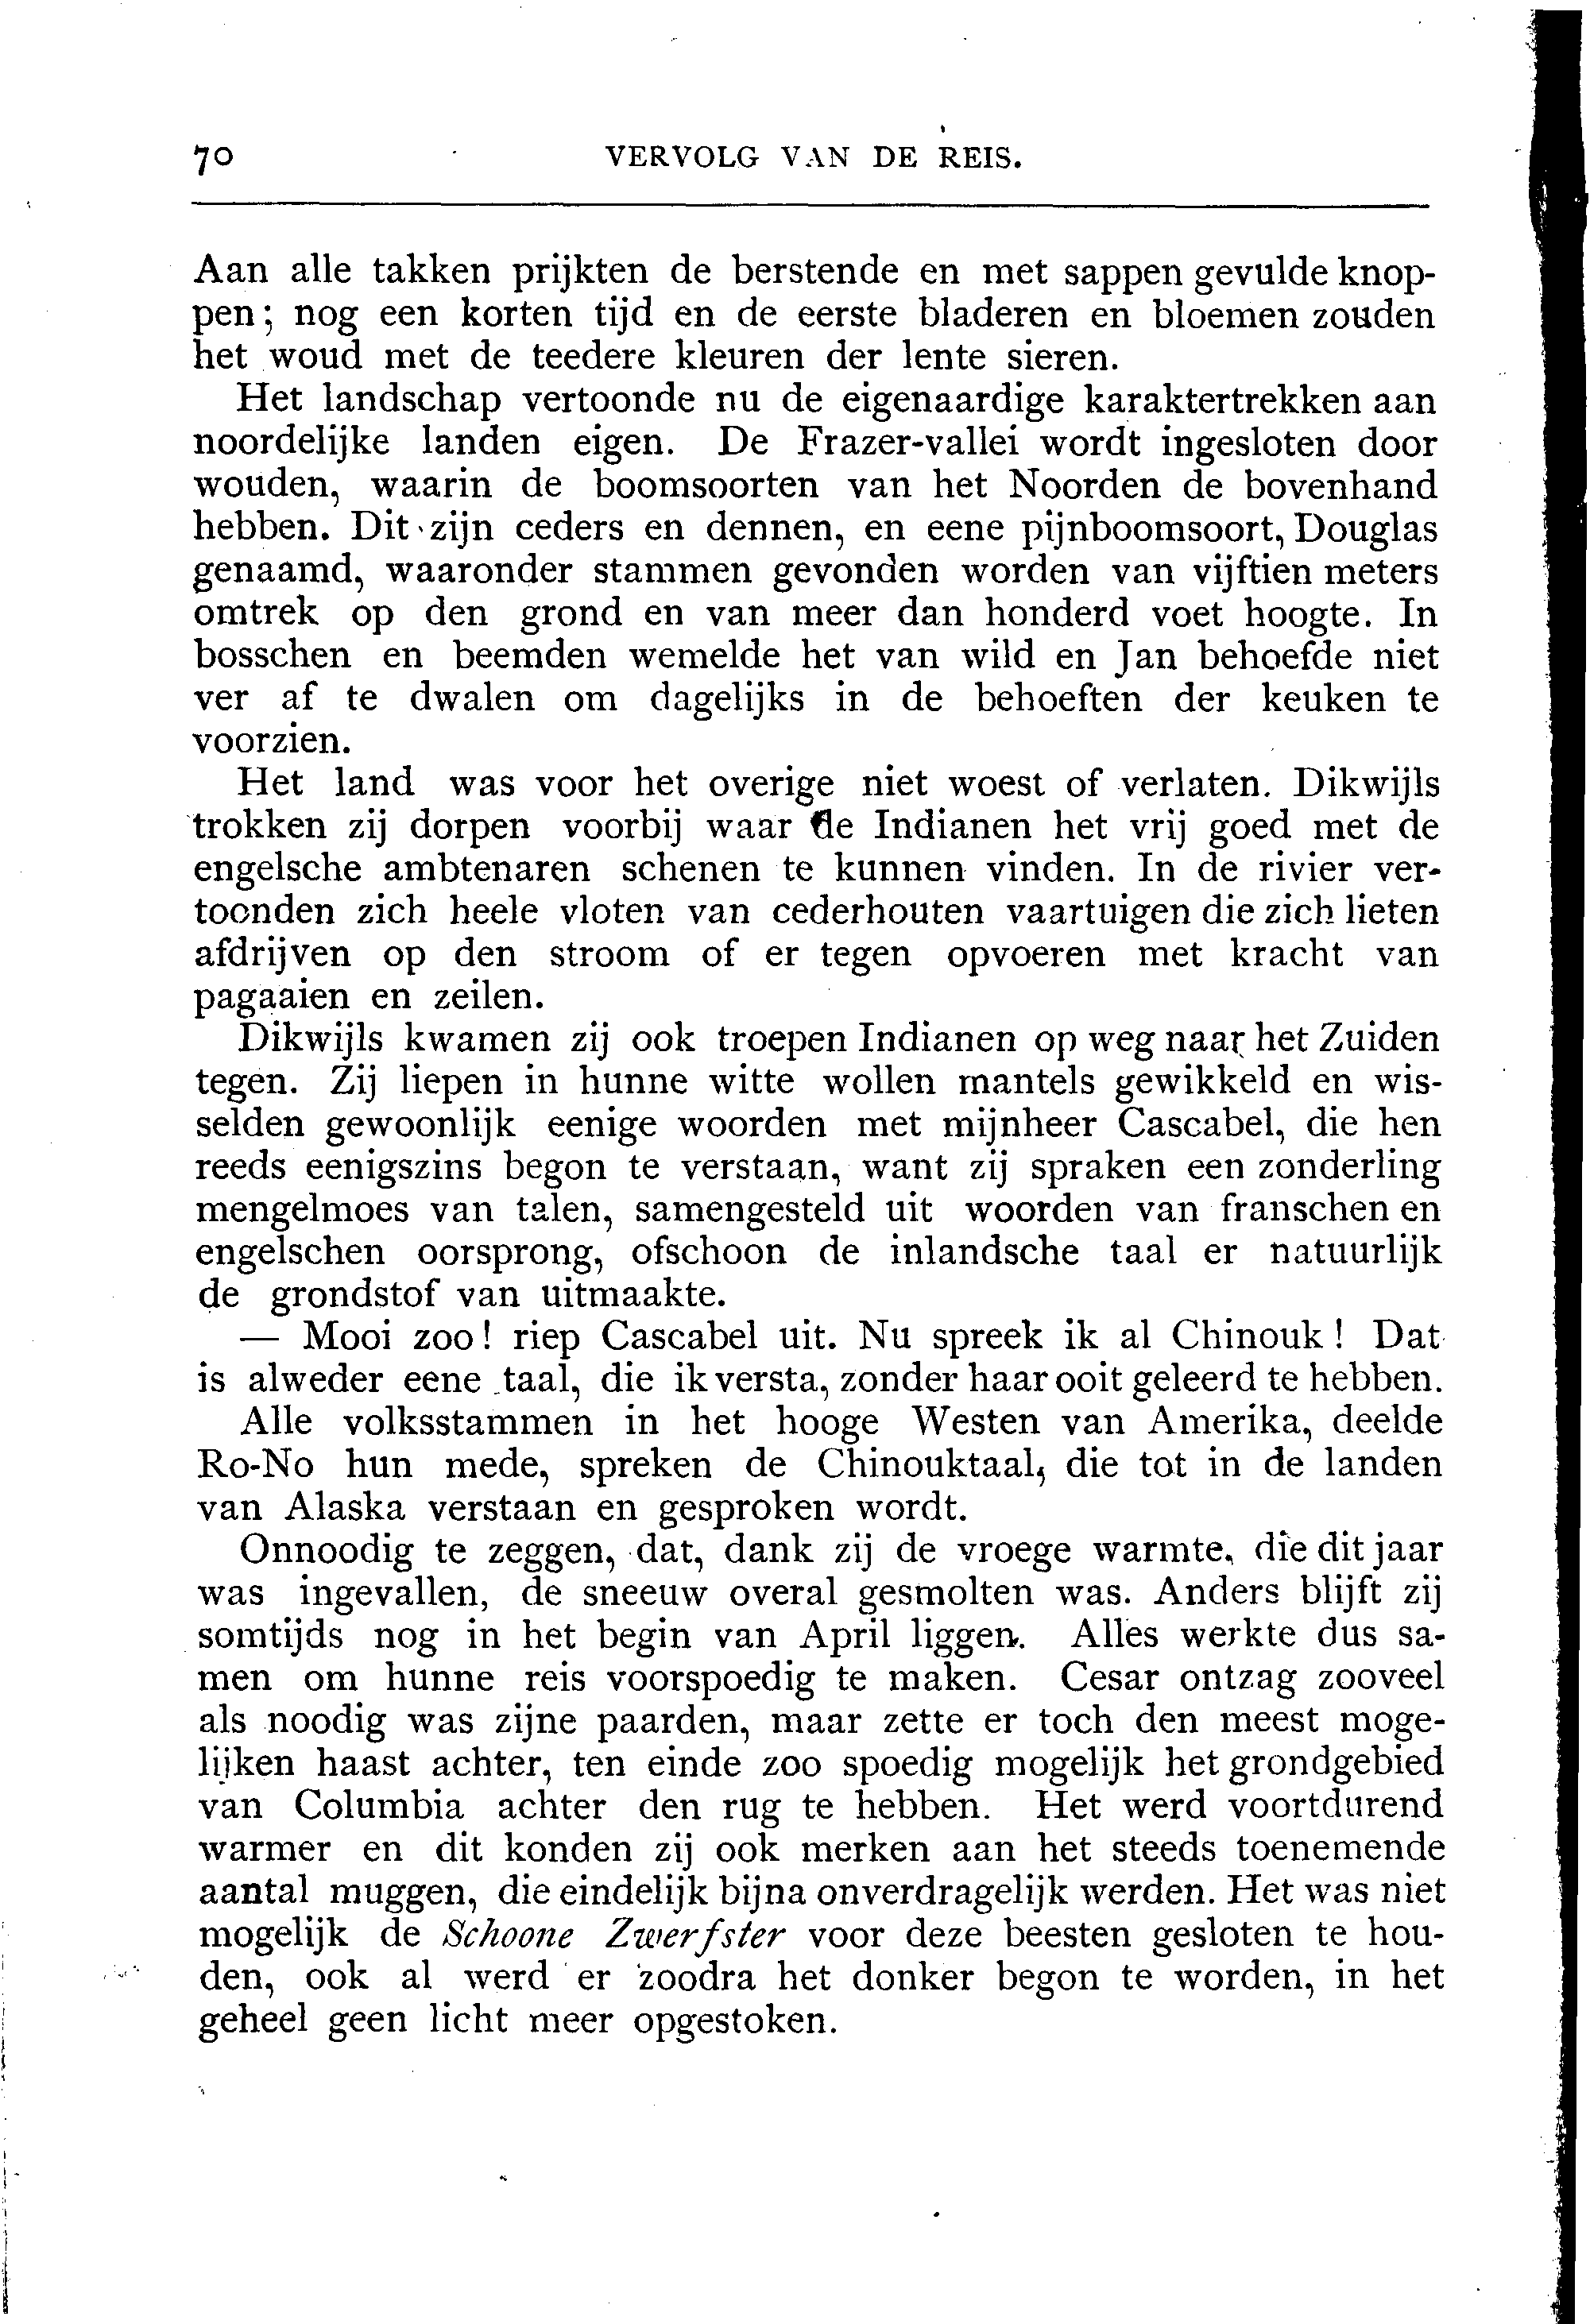 70 VERVOLG VAN DE REIS.
Aan alle takken prijkten de berstende en met sappen gevulde knop-
pen; nog een korten tijd en de eerste bladeren en bloemen zouden
het woud met de teedere kleuren der lente sieren.
Het landschap vertoonde nu de eigenaardige karaktertrekken aan
noordelijke landen eigen. De Frazer-vallei wordt ingesloten door
wouden, waarin de boomsoorten van het Noorden de bovenhand
hebben. Dit zijn ceders en dennen, en eene pijnboomsoort, Douglas
genaamd, waaronder stammen gevonden worden van vijftien meters
omtrek op den grond en van meer dan honderd voet hoogte. In
bosschen en beemden wemelde het van wild en Jan behoefde niet
ver af te dwalen om dagelijks in de behoeften der keuken te
voorzien.
Het land was voor het overige niet woest of verlaten. Dikwijls
trokken zij dorpen voorbij waar de Indianen het vrij goed met de
engelsche ambtenaren schenen te kunnen vinden. In de rivier ver-
toonden zich heele vloten van cederhouten vaartuigen die zich lieten
afdrijven op den stroom of er tegen opvoeren met kracht van
pagaaien en zeilen.
Dikwijls kwamen zij ook troepen Indianen op weg naar het Zuiden
tegen. Zij liepen in hunne witte wollen mantels gewikkeld en wis-
selden gewoonlijk eenige woorden met mijnheer Cascabel, die hen
reeds eenigszins begon te verstaan, want zij spraken een zonderling
mengelmoes van talen, samengesteld uit woorden van franschen en
engelschen oorsprong, ofschoon de inlandsche taal er natuurlijk
de grondstof van uitmaakte.
— Mooi zoo! riep Cascabel uit. Nu spreek ik al Chinouk! Dat
is alweder eene taal, die ik versta, zonder haar ooit geleerd te hebben.
Alle volksstammen in het hooge Westen van Amerika, deelde
Ro-No hun mede, spreken de Chinouktaal, die tot in de landen
van Alaska verstaan en gesproken wordt.
Onnoodig te zeggen, dat, dank zij de vroege warmte, die dit jaar
was ingevallen, de sneeuw overal gesmolten was. Anders blijft zij
somtijds nog in het begin van April liggen. Alles werkte dus sa-
men om hunne reis voorspoedig te maken. Cesar ontzag zooveel
als noodig was zijne paarden, maar zette er toch den meest moge-
lijken haast achter, ten einde zoo spoedig mogelijk het grondgebied
van Columbia achter den rug te hebben. Het werd voortdurend
warmer en dit konden zij ook merken aan het steeds toenemende
aantal muggen, die eindelijk bijna onverdragelijk werden. Het was niet
mogelijk de Schoone Zwerfster voor deze beesten gesloten te hou-
den, ook al werd er zoodra het donker begon te worden, in het
geheel geen licht meer opgestoken.